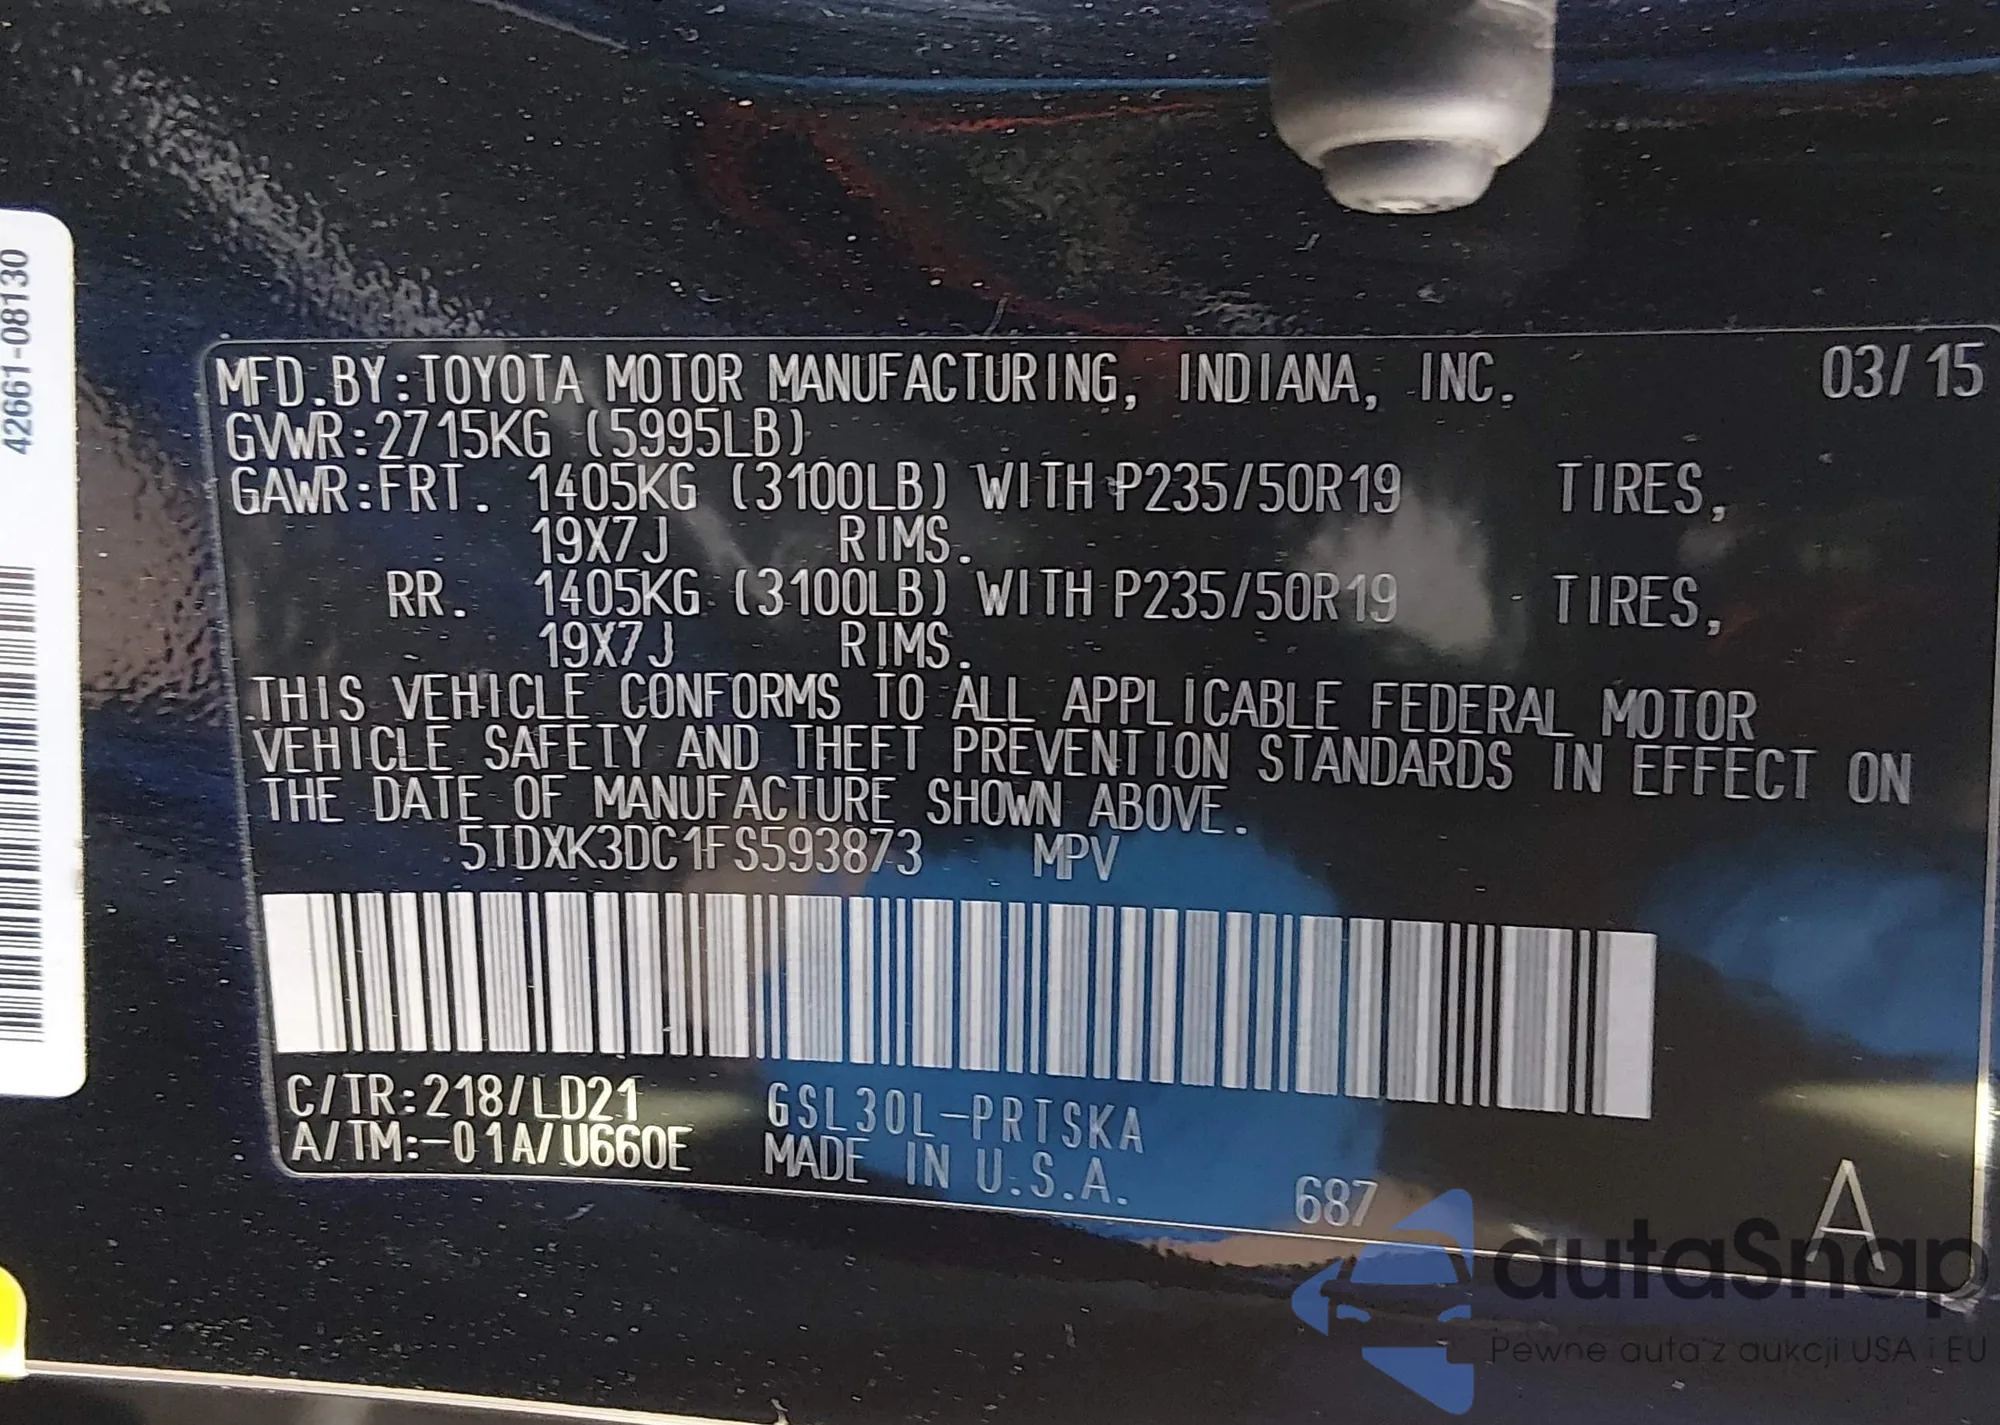 42661-08130
MFD.BY:TOYOTA MOTOR MANUFACTURING, INDIANA, INC. 03/15
GVWR:2715KG (5995LB)
GAWR:FRT. 1405KG (3100LB) WITH P235/50R19 TIRES,
19X7J RIMS.
RR. 1405KG (3100LB) WITH P235/50R19 TIRES,
19X7J RIMS.
THIS VEHICLE CONFORMS TO ALL APPLICABLE FEDERAL MOTOR
VEHICLE SAFETY AND THEFT PREVENTION STANDARDS IN EFFECT ON
THE DATE OF MANUFACTURE SHOWN ABOVE.
5TDXK3DC1FS593873 MPV
C/TR:218/LD21 GSL30L-PRTSKA
A/TM:-01A/U660E MADE IN U.S.A.
687 A
autaSnap
Pewne auta z aukcji USA i EU